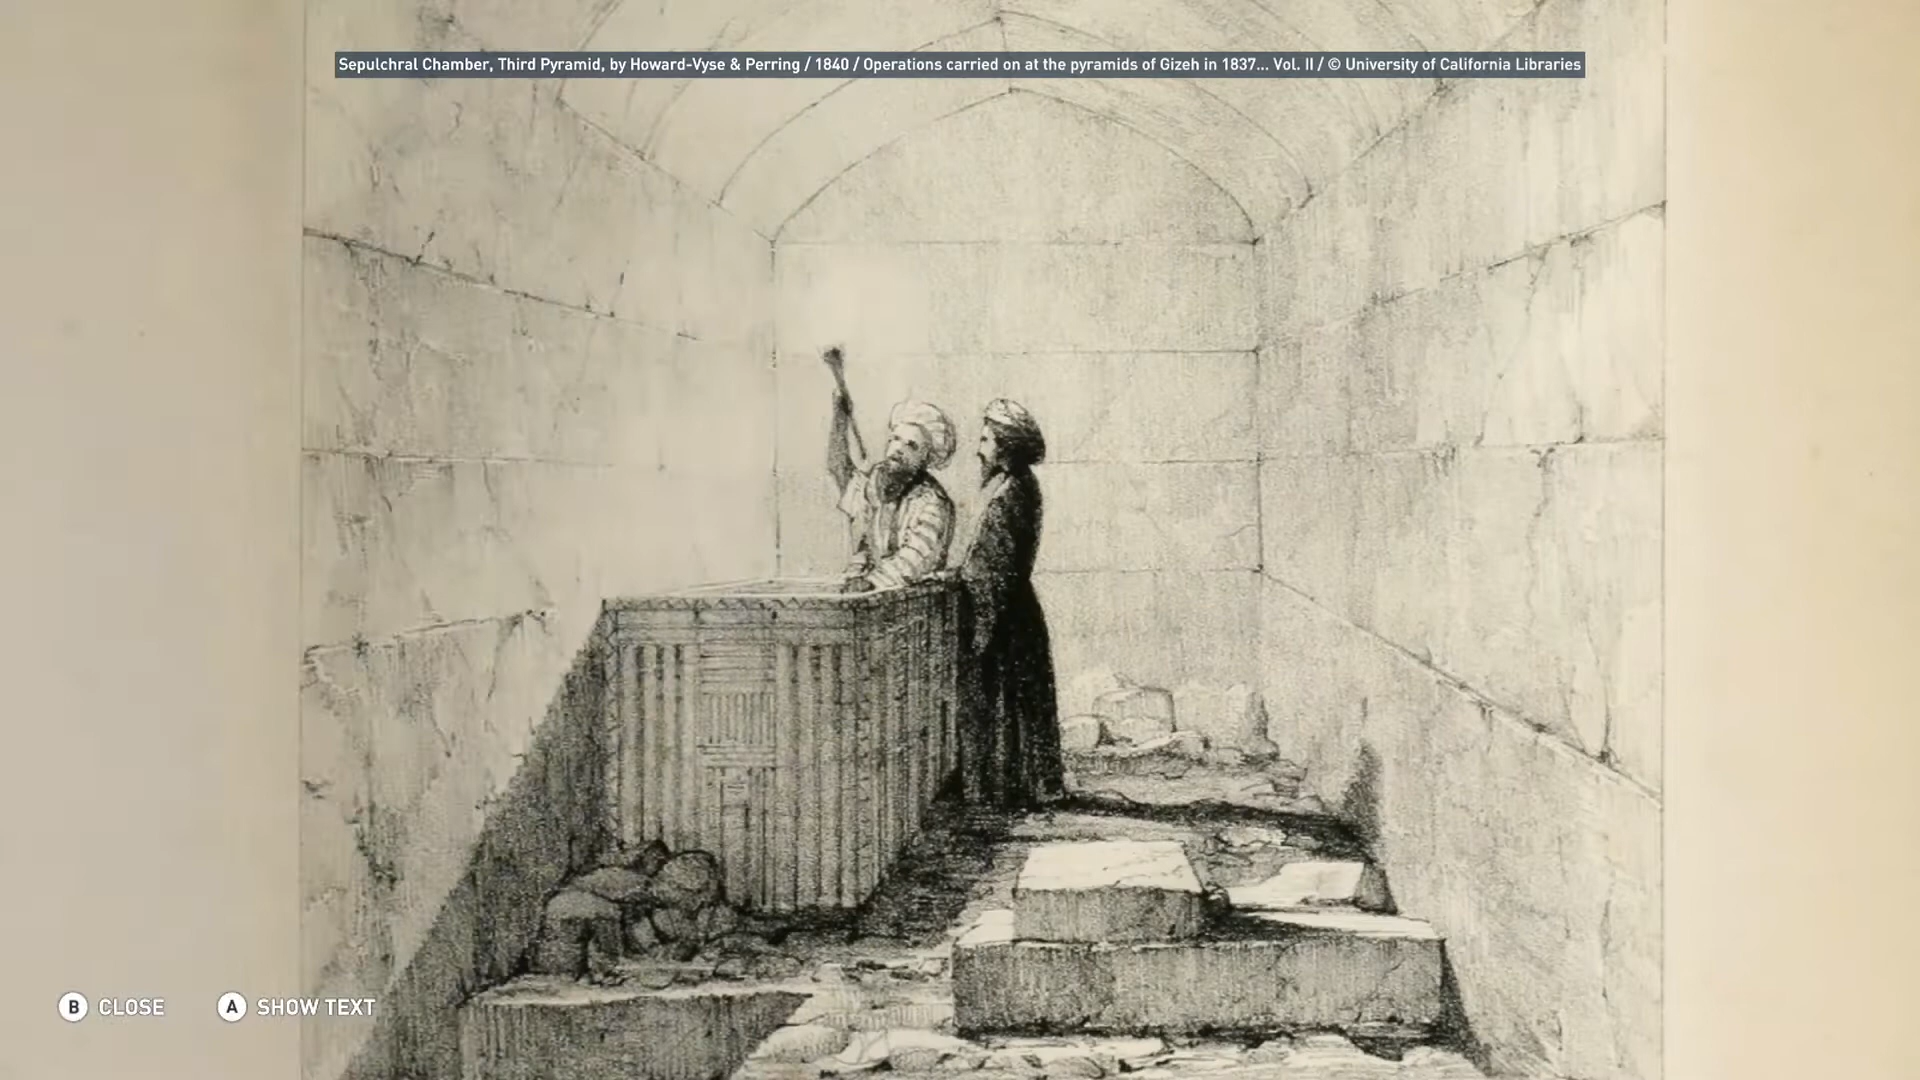 Sepulchral Chamber, Third Pyramid, by Howard-Vyse & Perring / 1840 / Operations carried on at the pyramids of Gizeh in 1837... Vol. II / © University of California Libraries
B CLOSE A SHOW TEXT